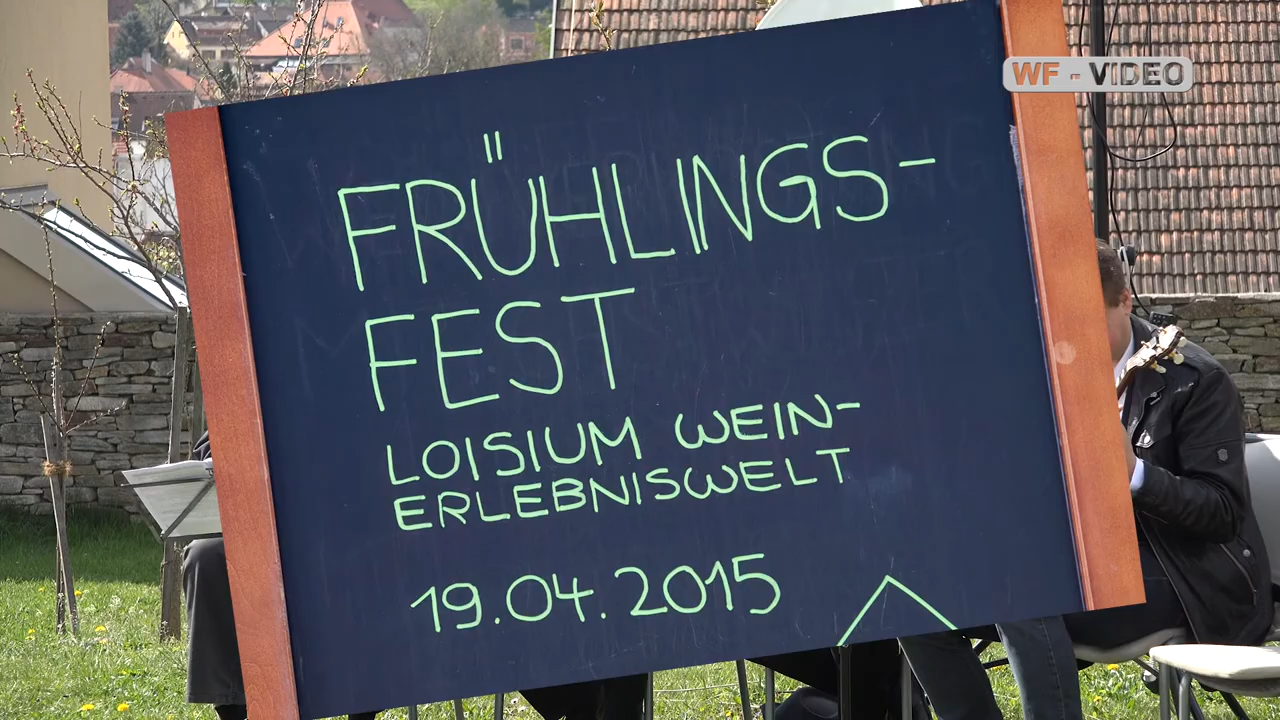 WF - VIDEO
FRÜHLINGS-
FEST
LOISIUM WEIN-
ERLEBNISWELT
19.04.2015